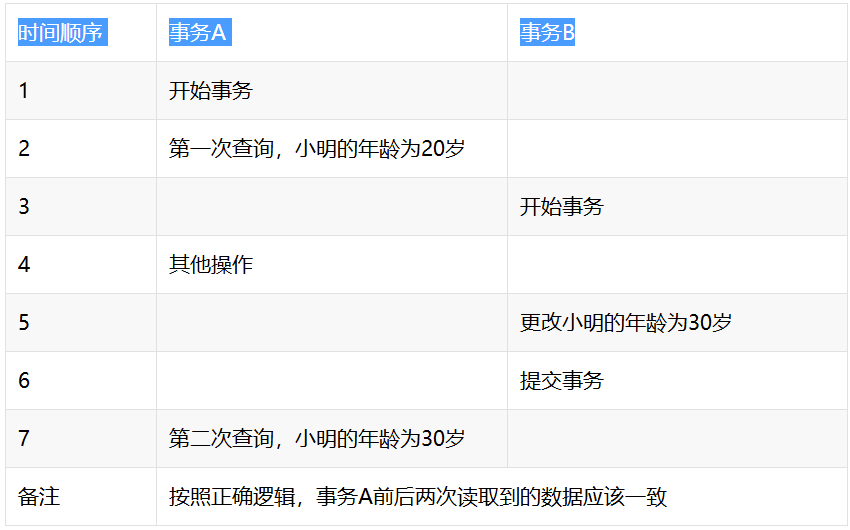 时间顺序 事务A 事务B
1 开始事务
2 第一次查询，小明的年龄为20岁
3 开始事务
4 其他操作
5 更改小明的年龄为30岁
6 提交事务
7 第二次查询，小明的年龄为30岁
备注 按照正确逻辑，事务A前后两次读取到的数据应该一致